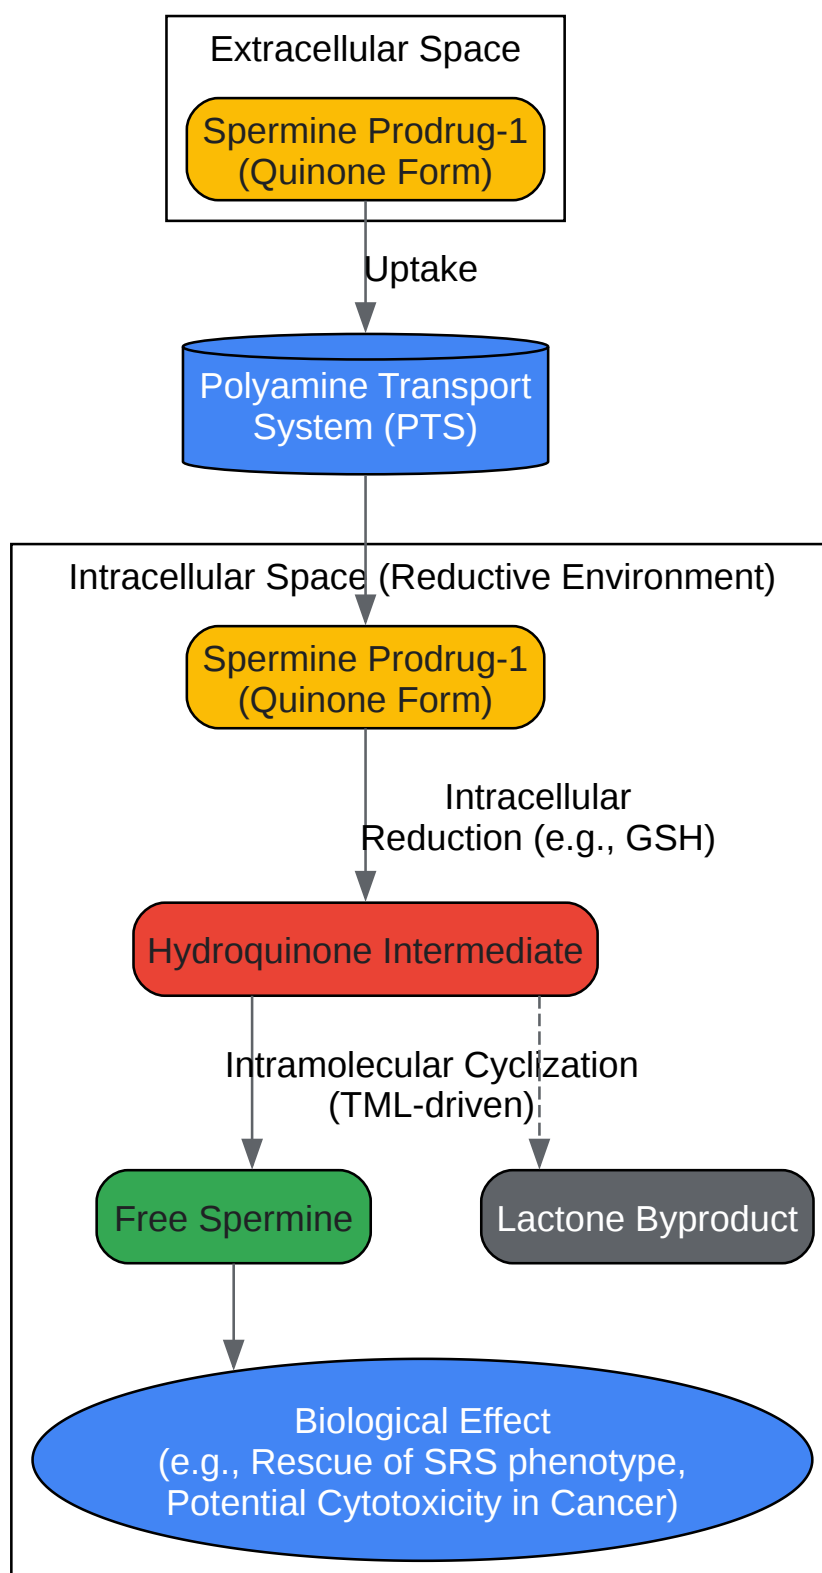 Extracellular Space
Spermine Prodrug-1
(Quinone Form)
Uptake
Polyamine Transport
System (PTS)
Intracellular Space (Reductive Environment)
Spermine Prodrug-1
(Quinone Form)
Intracellular
Reduction (e.g., GSH)
Hydroquinone Intermediate
Intramolecular Cyclization
(TML-driven)
Free Spermine
Lactone Byproduct
Biological Effect
(e.g., Rescue of SRS phenotype,
Potential Cytotoxicity in Cancer)